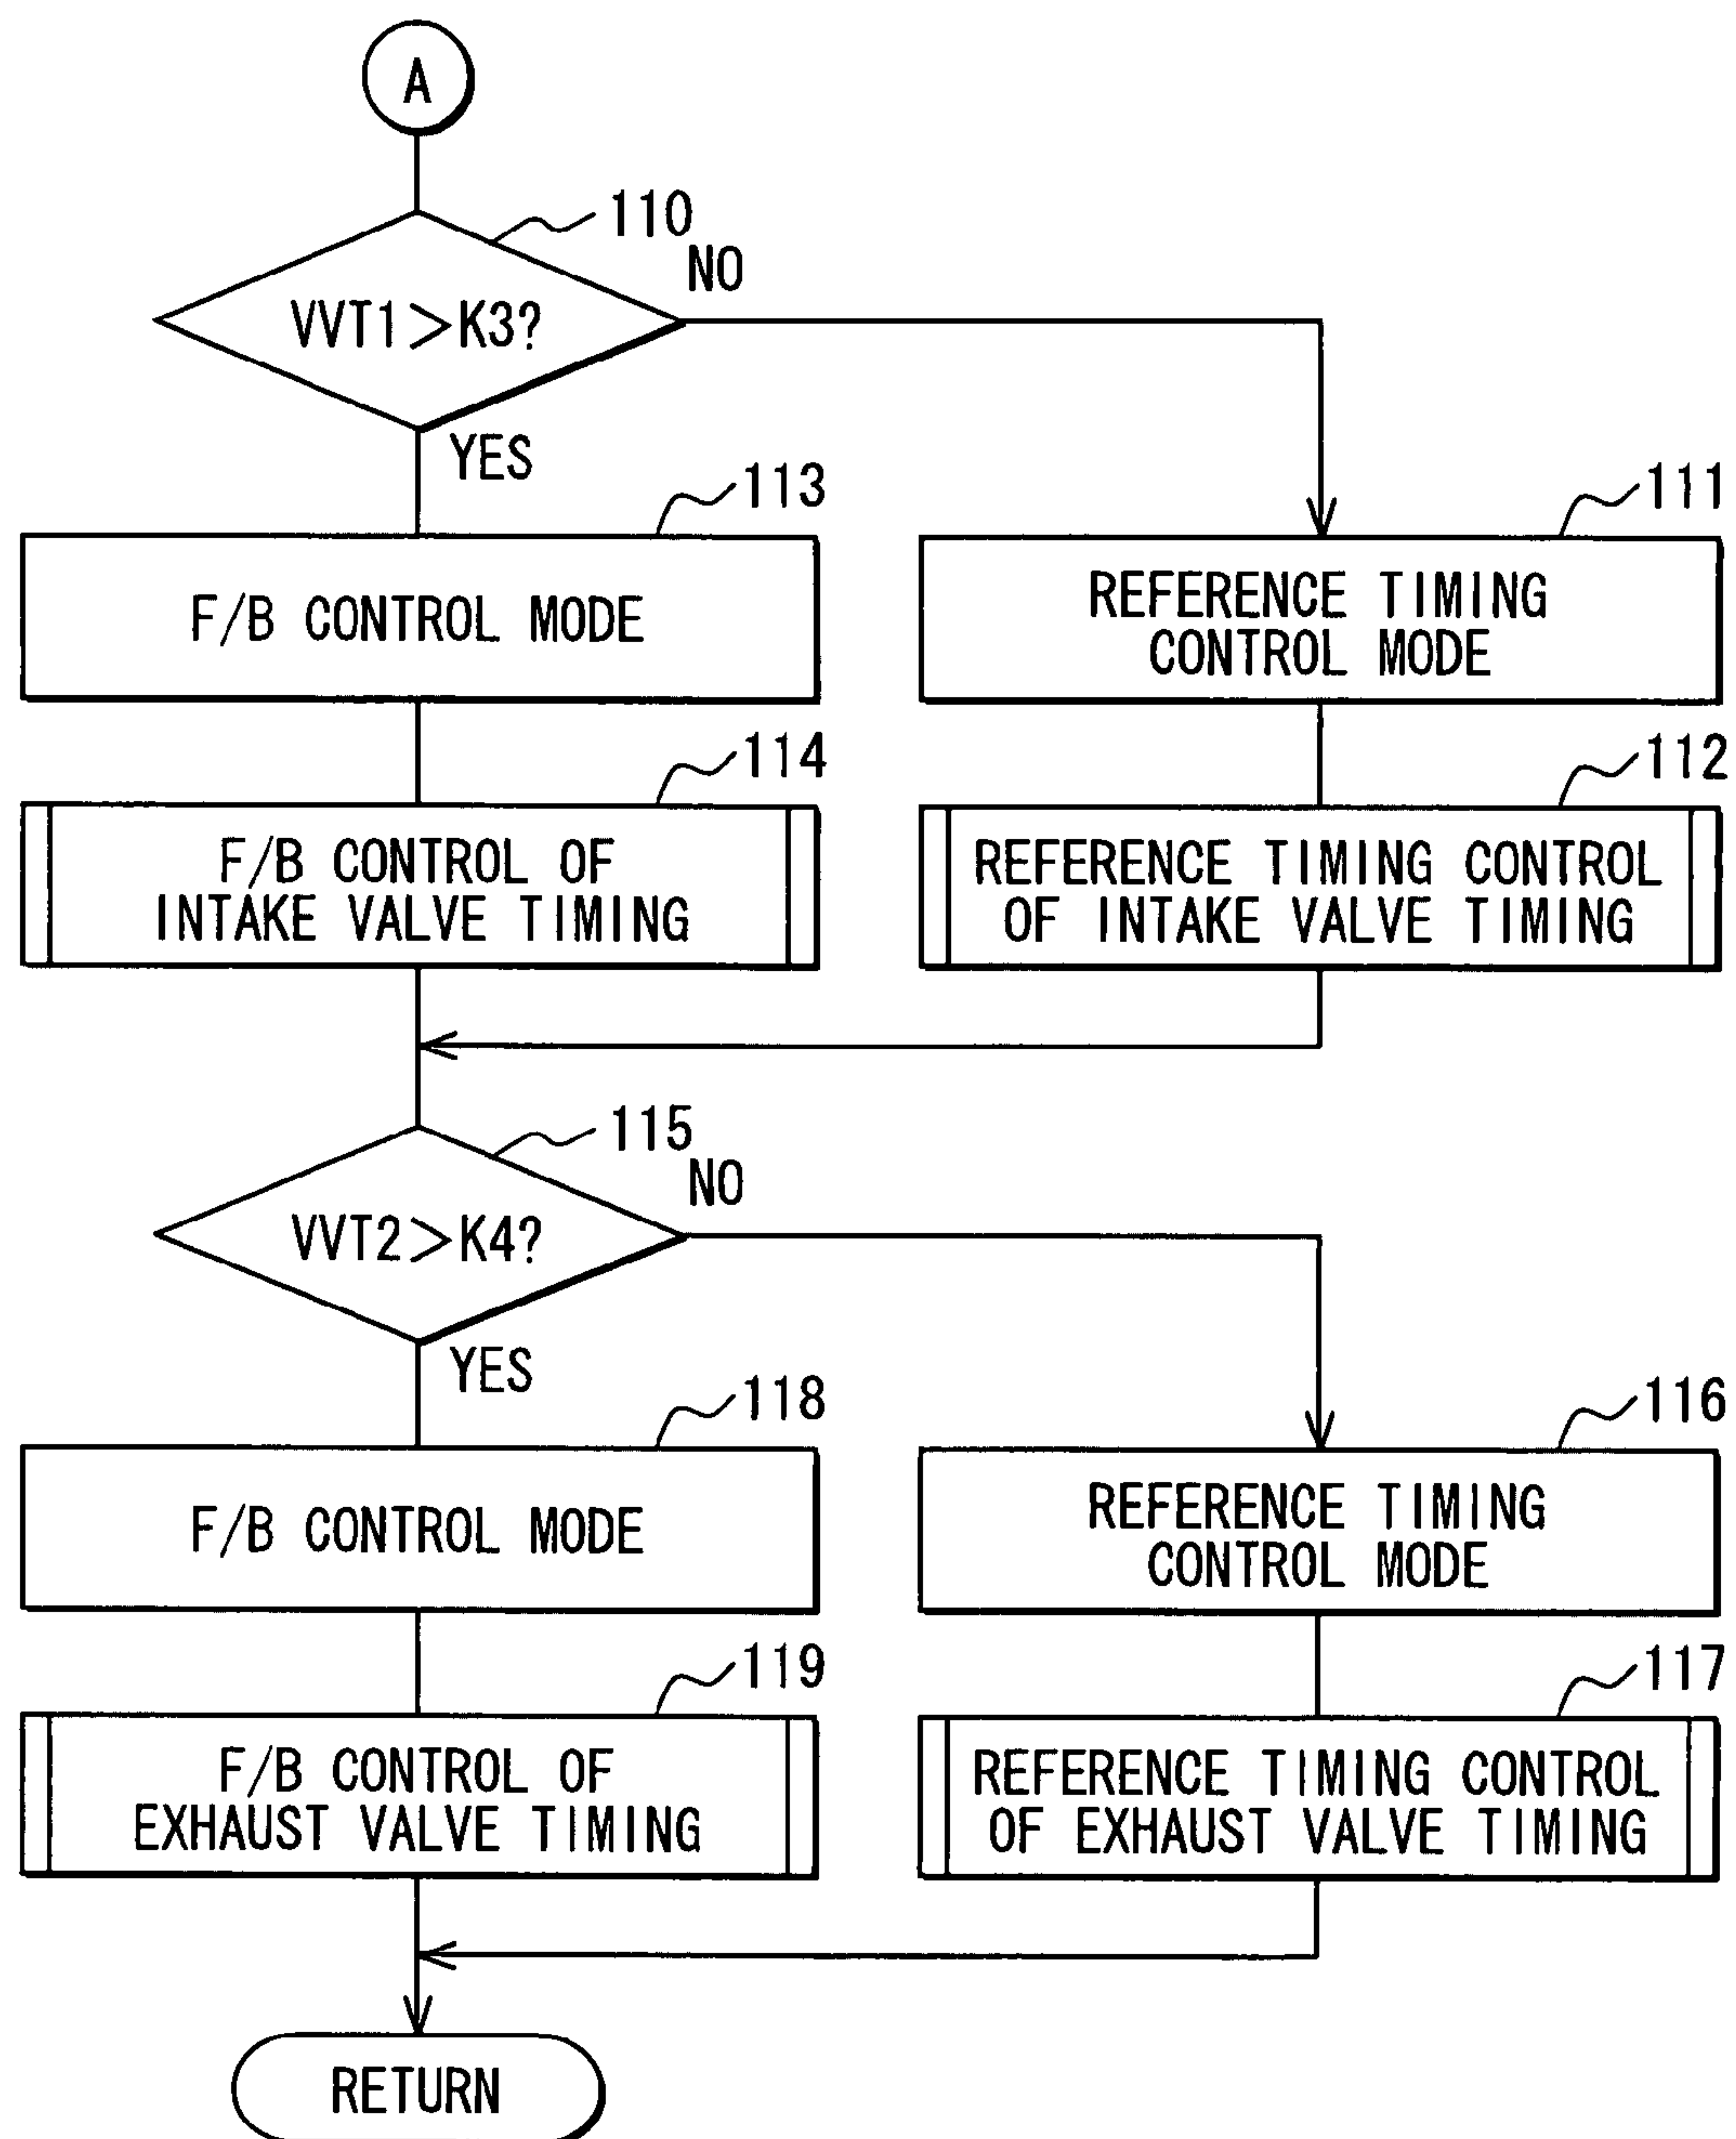 A
110
NO
VVT1>K3?
YES
113
111
F/B CONTROL MODE
REFERENCE TIMING
CONTROL MODE
114
112
F/B CONTROL OF
INTAKE VALVE TIMING
REFERENCE TIMING CONTROL
OF INTAKE VALVE TIMING
115
NO
VVT2>K4?
YES
118
116
F/B CONTROL MODE
REFERENCE TIMING
CONTROL MODE
119
117
F/B CONTROL OF
EXHAUST VALVE TIMING
REFERENCE TIMING CONTROL
OF EXHAUST VALVE TIMING
RETURN